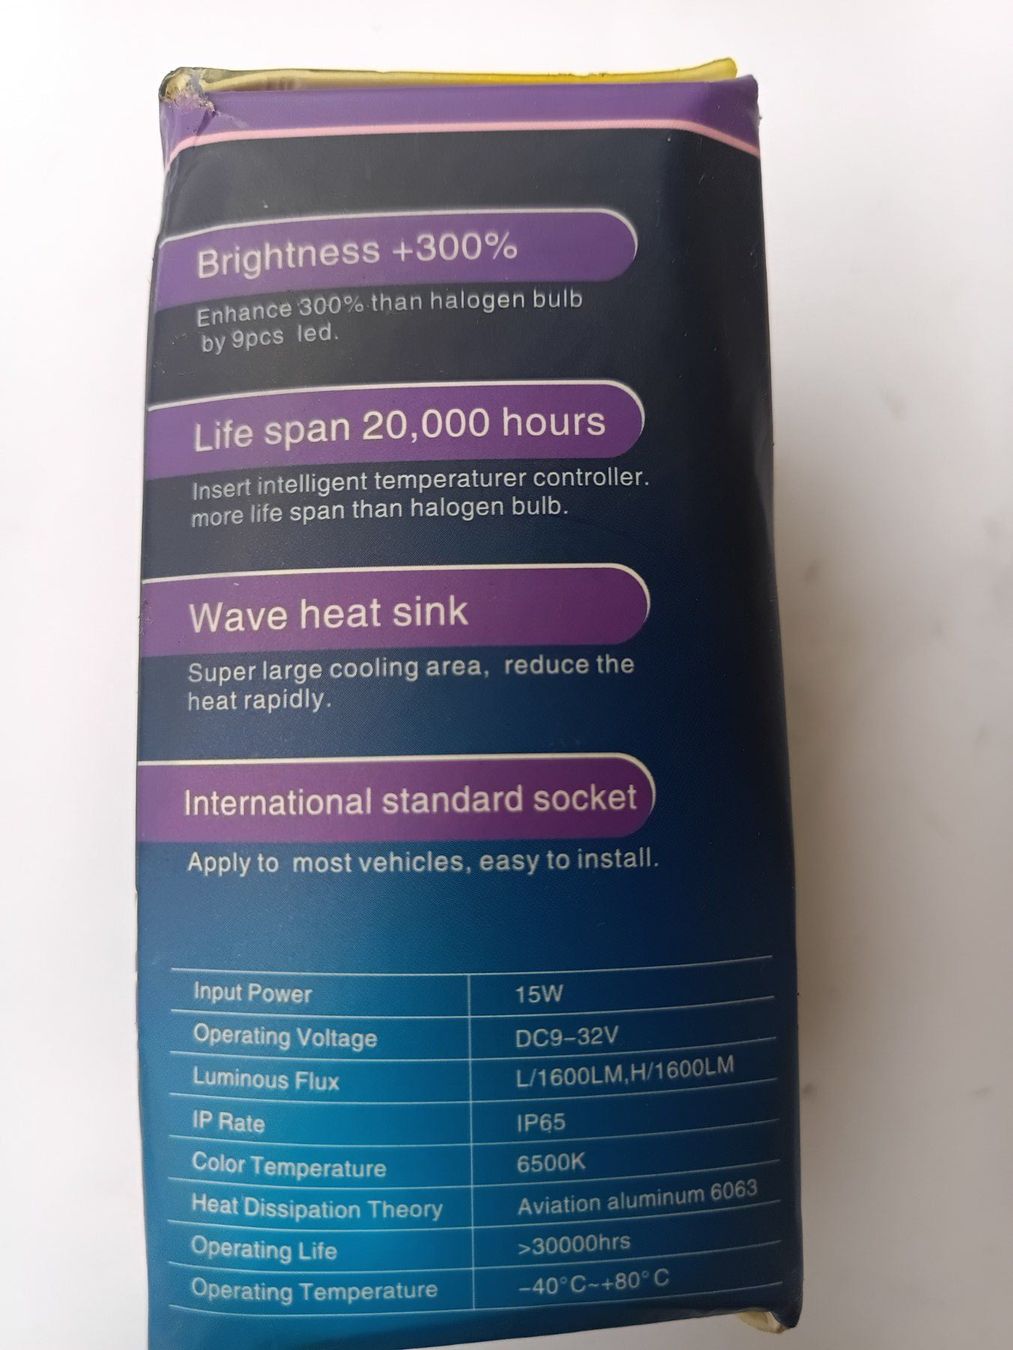 Brightness +300%
Enhance 300% than halogen bulb
by 9pcs led.
Life span 20,000 hours
Insert intelligent temperaturer controller.
more life span than halogen bulb.
Wave heat sink
Super large cooling area, reduce the
heat rapidly.
International standard socket
Apply to most vehicles, easy to install.
Input Power 15W
Operating Voltage DC9-32V
Luminous Flux L/1600LM,H/1600LM
IP Rate IP65
Color Temperature 6500K
Heat Dissipation Theory Aviation aluminum 6063
Operating Life >30000hrs
Operating Temperature -40°C~+80°C